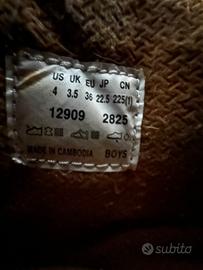 US UK EU JP CN
4 3.5 36 22.5 225(1)
12909 2825
MADE IN CAMBODIA BOYS
subito